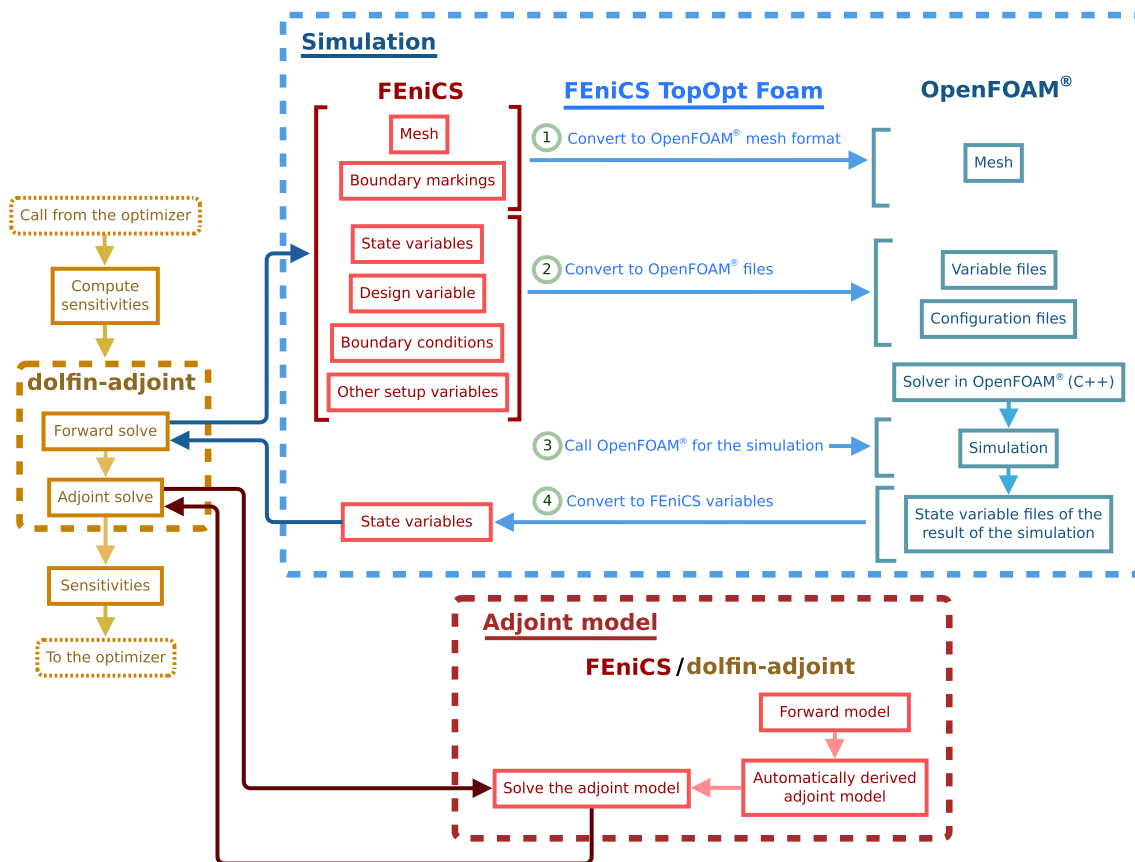 Simulation
FEniCS
FEniCS TopOpt Foam
OpenFOAM®
Mesh
Boundary markings
1
Convert to OpenFOAM® mesh format
Mesh
State variables
Design variable
Boundary conditions
Other setup variables
2
Convert to OpenFOAM® files
Variable files
Configuration files
Solver in OpenFOAM® (C++)
3
Call OpenFOAM® for the simulation
Simulation
4
Convert to FEniCS variables
State variables
State variable files of the
result of the simulation
Call from the optimizer
Compute
sensitivities
dolfin-adjoint
Forward solve
Adjoint solve
Sensitivities
To the optimizer
Adjoint model
FEniCS/dolfin-adjoint
Forward model
Automatically derived
adjoint model
Solve the adjoint model